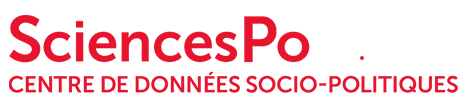 SciencesPo .
CENTRE DE DONNÉES SOCIO-POLITIQUES